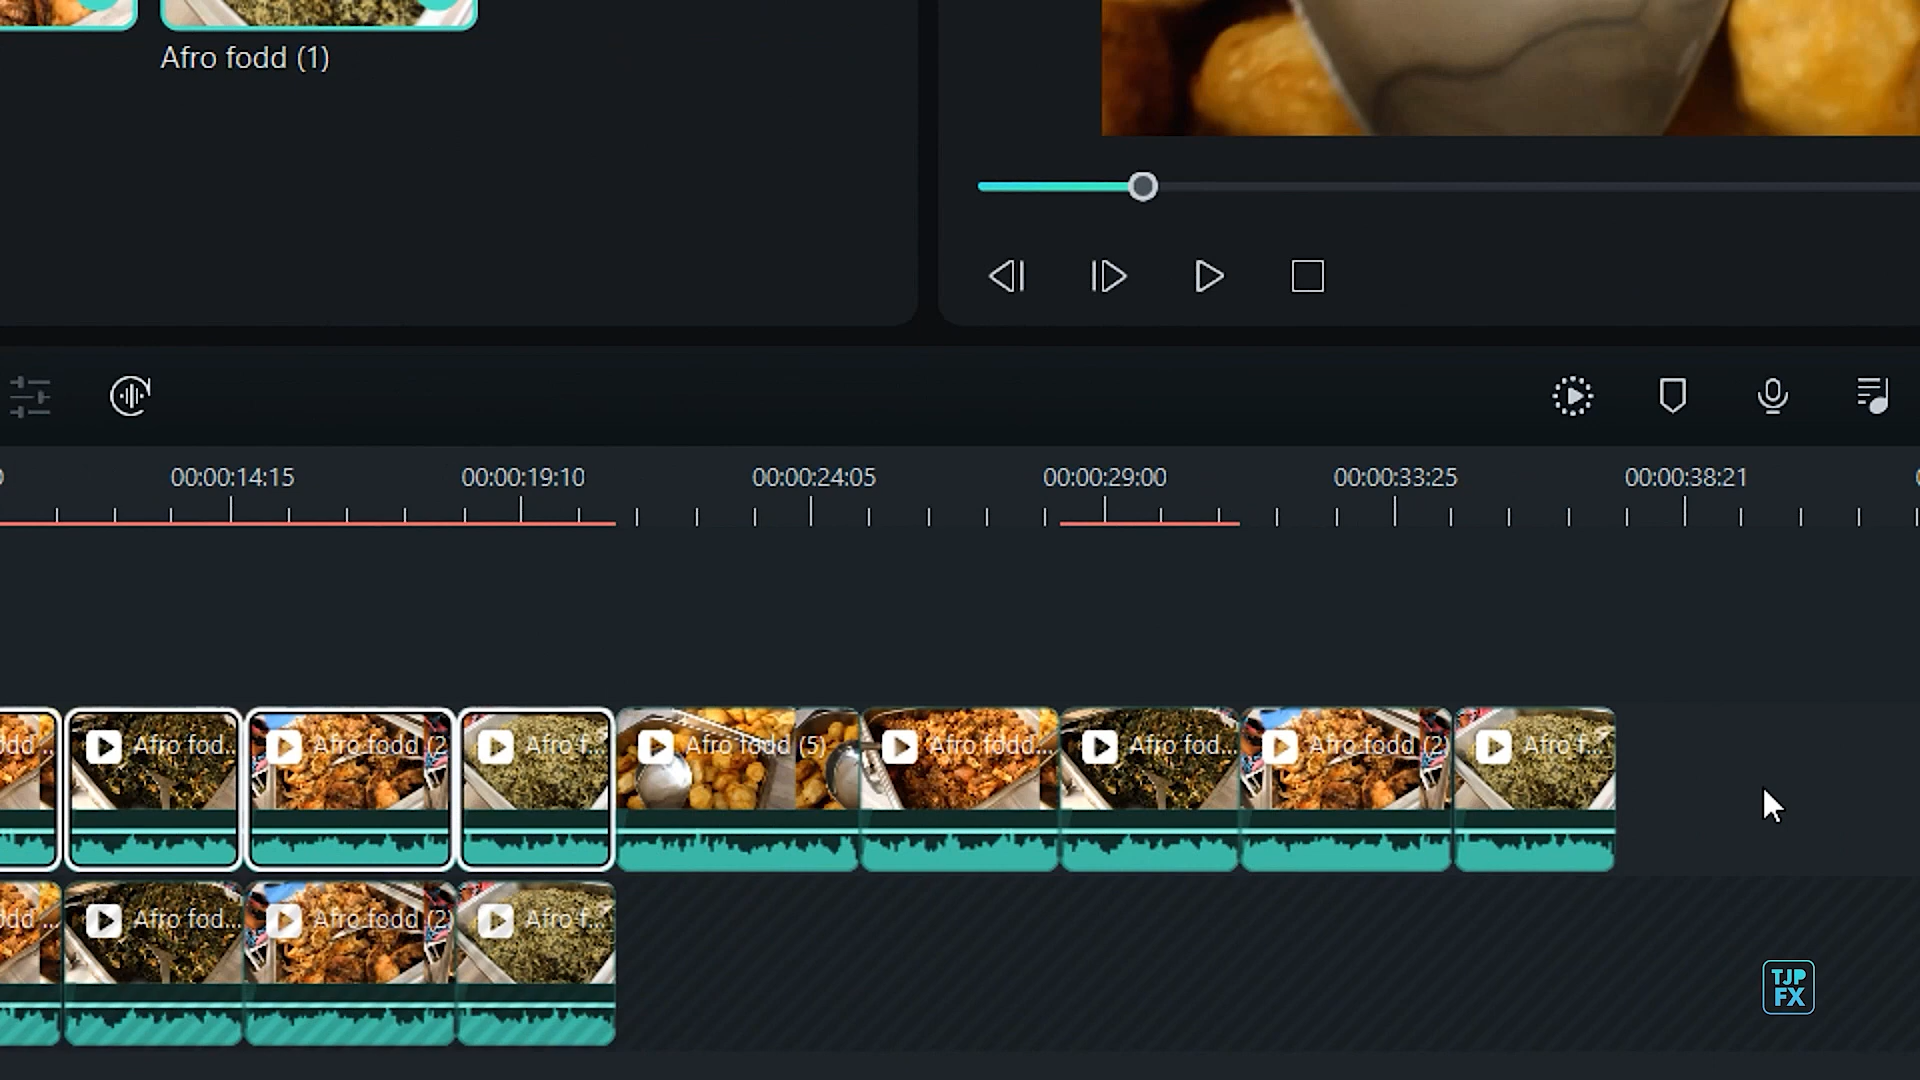 Afro fodd (1)
00:00:14:15 00:00:19:10 00:00:24:05 00:00:29:00 00:00:33:25 00:00:38:21
Afro fod... Afro fodd (2 Afro f... Afro fodd (5) Afro fodd... Afro fod... Afro fodd (2) Afro f...
Afro fod... Afro fodd (2) Afro f...
TJP
FX